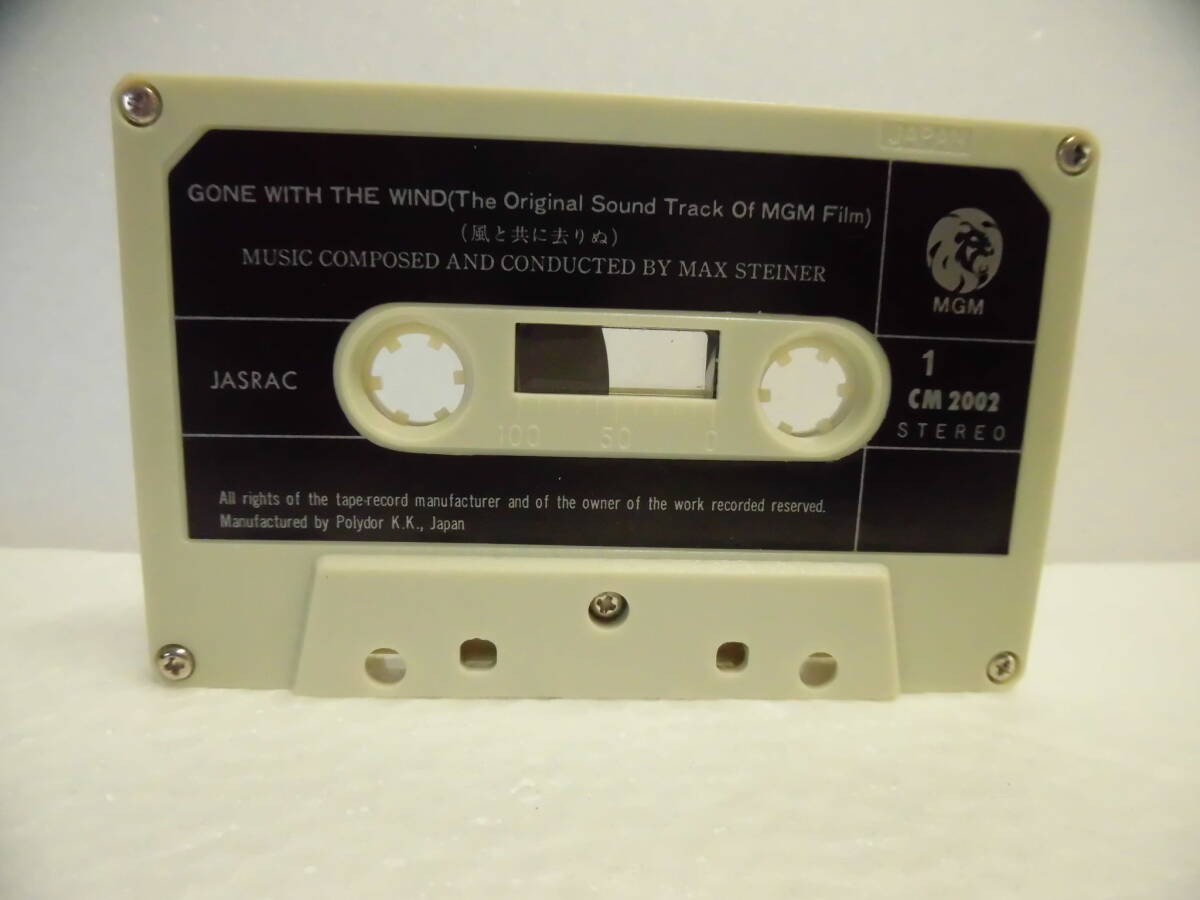 JAPAN
GONE WITH THE WIND(The Original Sound Track Of MGM Film)
(風と共に去りぬ)
MUSIC COMPOSED AND CONDUCTED BY MAX STEINER
MGM
JASRAC
1
CM 2002
STEREO
100 50 0
All rights of the tape-record manufacturer and of the owner of the work recorded reserved.
Manufactured by Polydor K.K., Japan